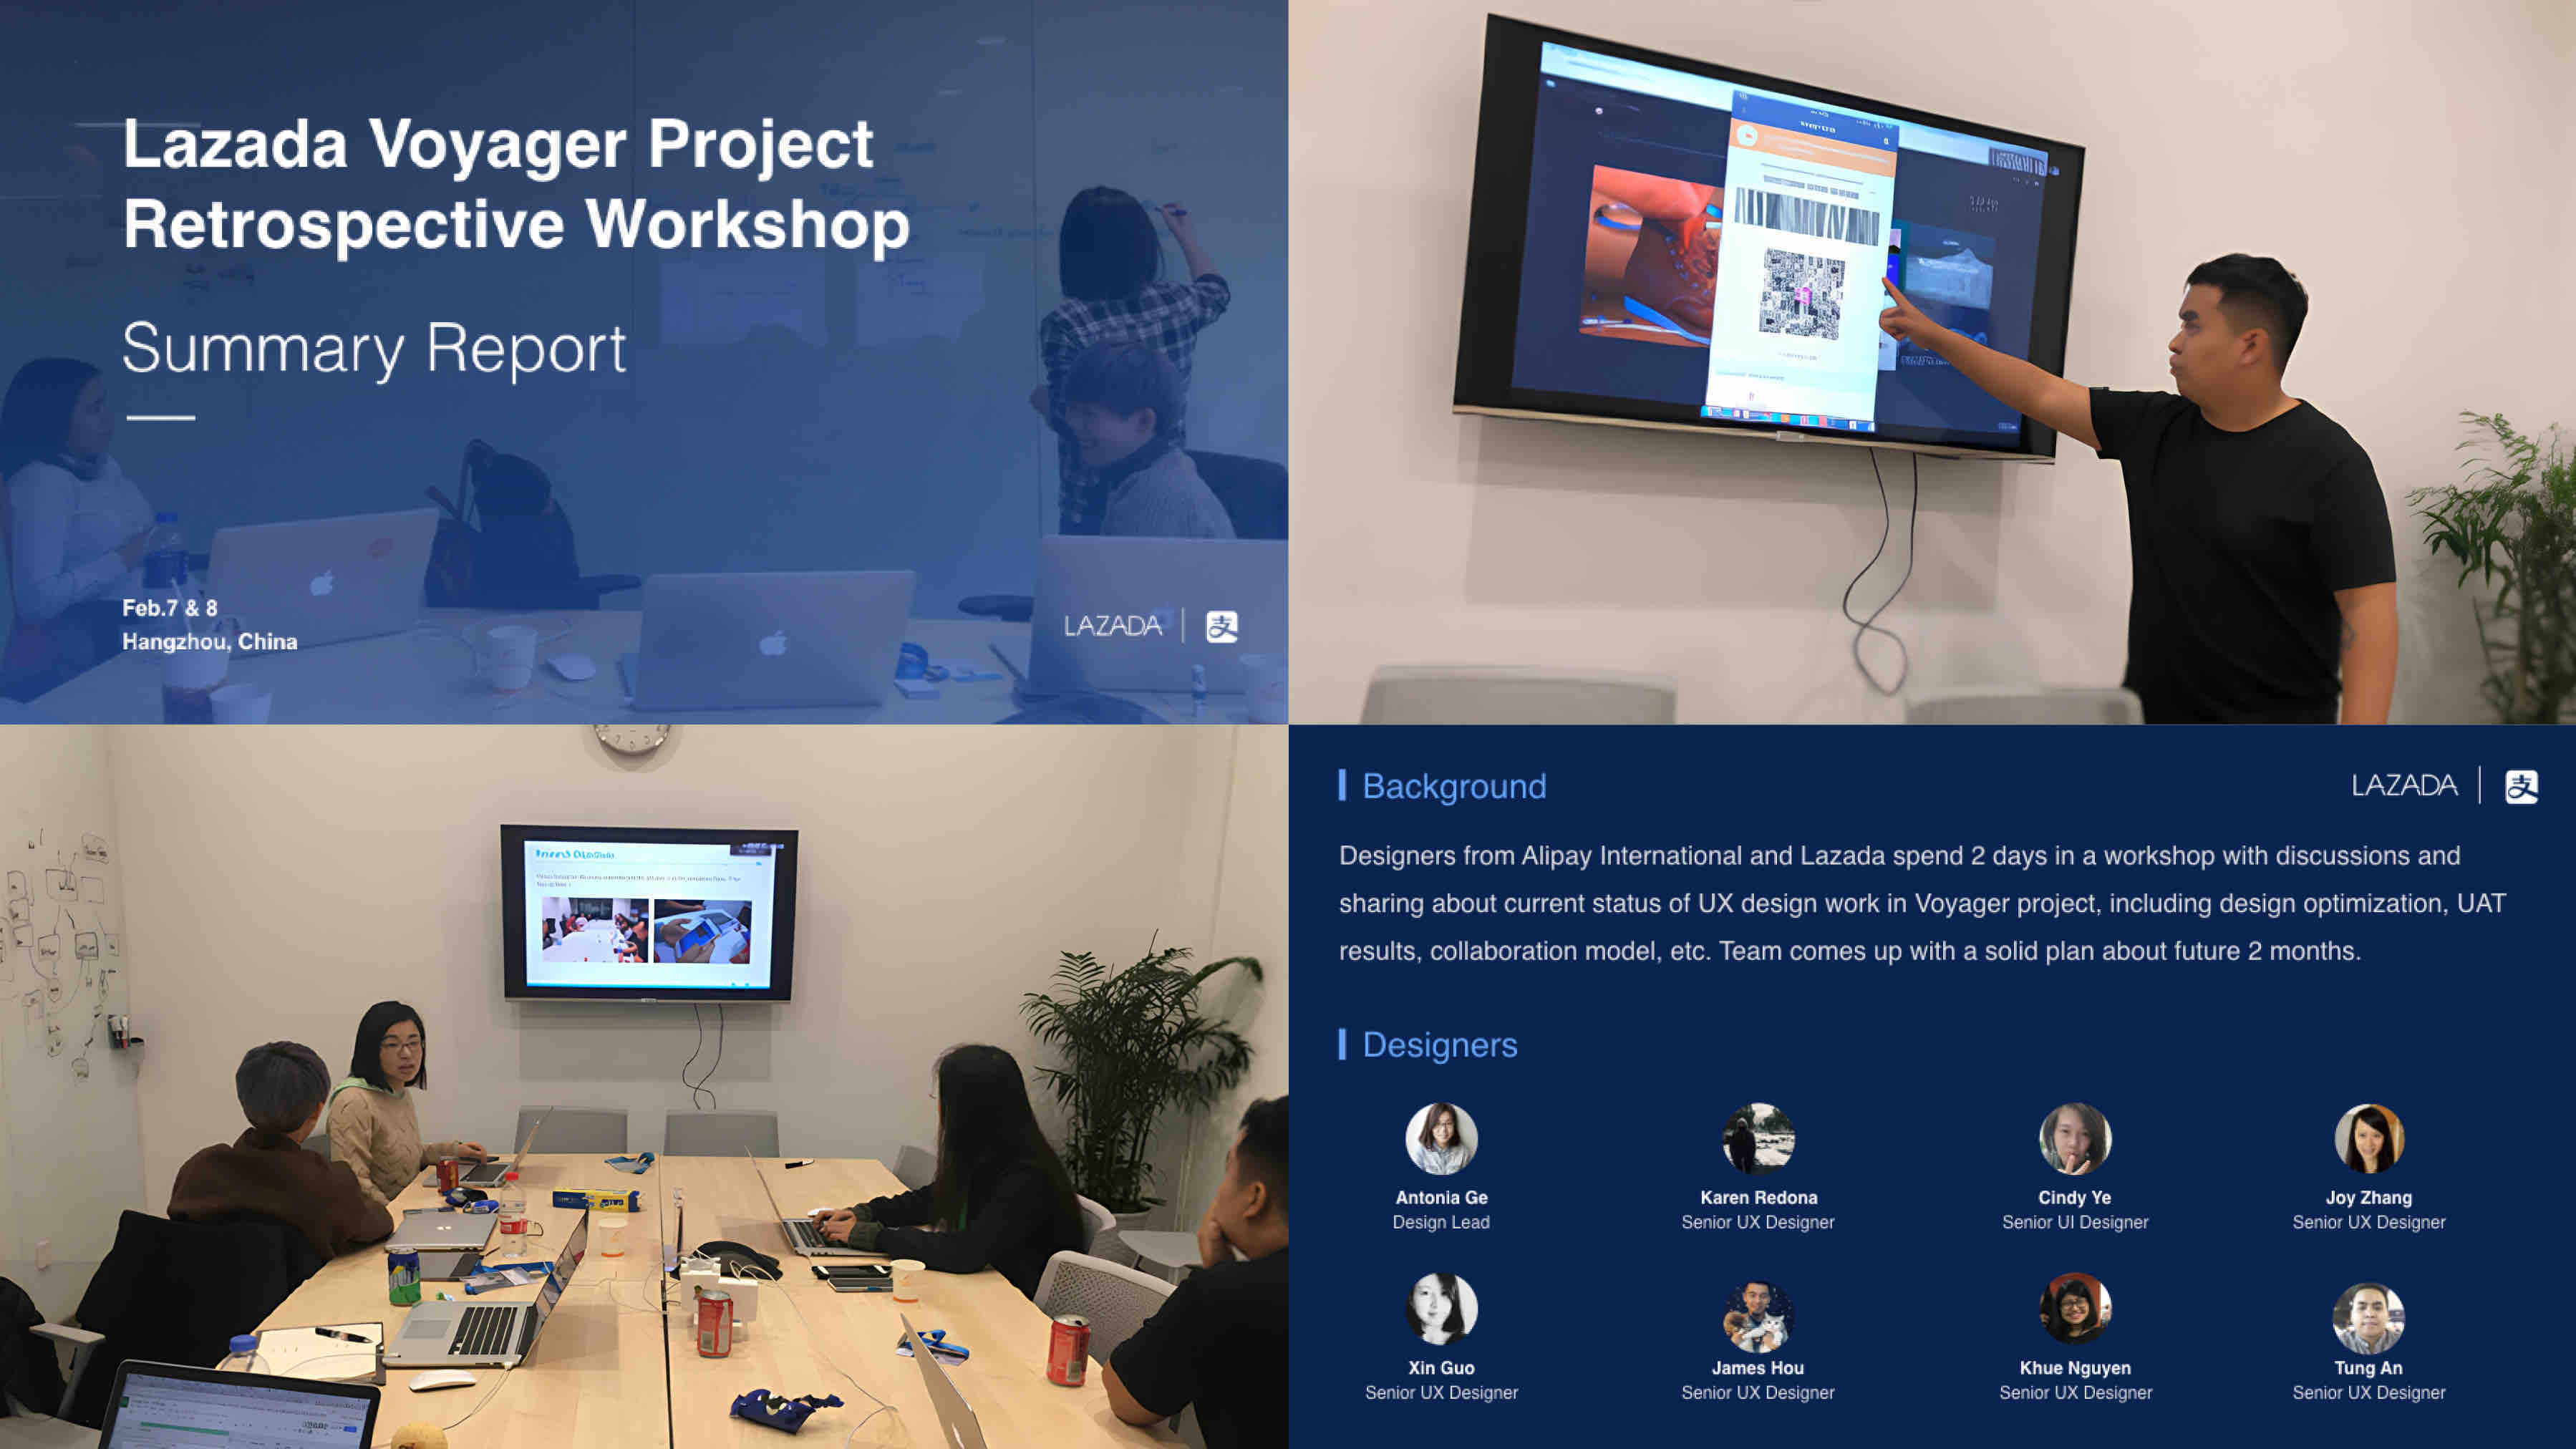 Lazada Voyager Project
Retrospective Workshop
Summary Report
Feb.7 & 8
Hangzhou, China
LAZADA
支
Background
LAZADA
支
Designers from Alipay International and Lazada spend 2 days in a workshop with discussions and
sharing about current status of UX design work in Voyager project, including design optimization, UAT
results, collaboration model, etc. Team comes up with a solid plan about future 2 months.
Designers
Antonia Ge
Design Lead
Karen Redona
Senior UX Designer
Cindy Ye
Senior UI Designer
Joy Zhang
Senior UX Designer
Xin Guo
Senior UX Designer
James Hou
Senior UX Designer
Khue Nguyen
Senior UX Designer
Tung An
Senior UX Designer